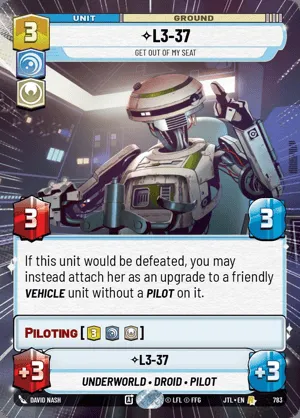 UNIT
GROUND
3
✧L3-37
GET OUT OF MY SEAT
3
3
If this unit would be defeated, you may
instead attach her as an upgrade to a friendly
VEHICLE unit without a PILOT on it.
PILOTING [3]
✧L3-37
+3
+3
UNDERWORLD • DROID • PILOT
DAVID NASH
© LFL © FFG
JTL • EN
783